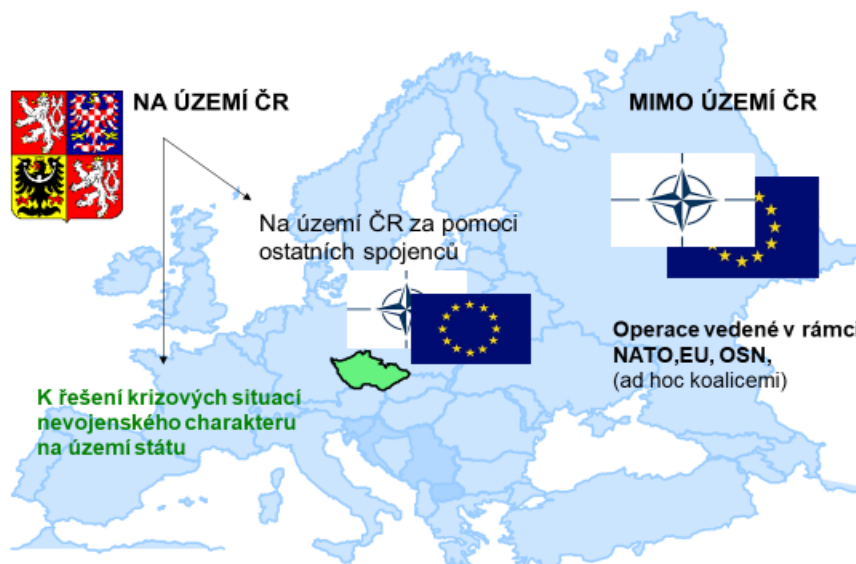 NA ÚZEMÍ ČR
MIMO ÚZEMÍ ČR
Na území ČR za pomoci
ostatních spojenců
Operace vedené v rámci
NATO,EU, OSN,
(ad hoc koalicemi)
K řešení krizových situací
nevojenského charakteru
na území státu